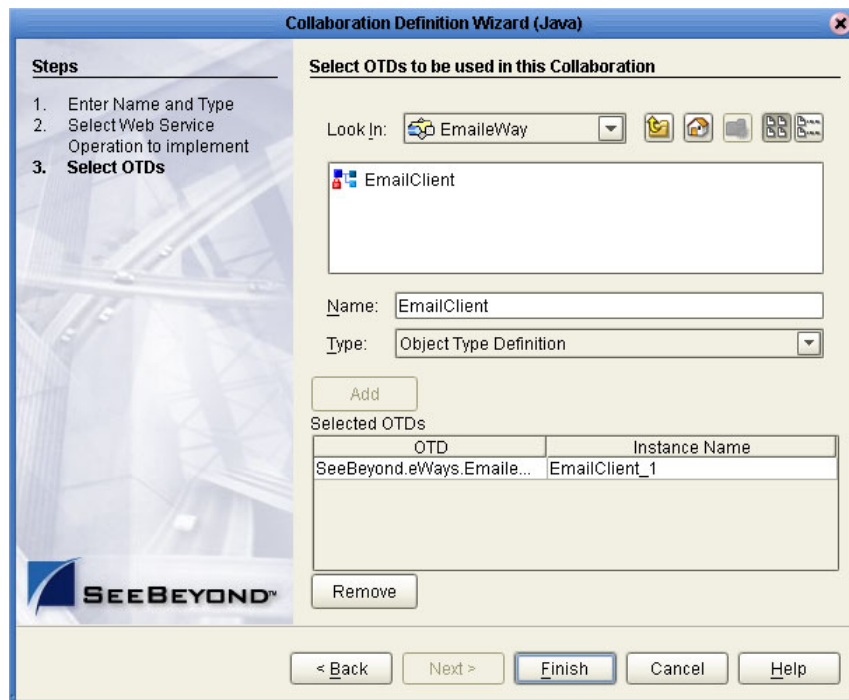 Collaboration Definition Wizard (Java)
Steps
1. Enter Name and Type
2. Select Web Service
Operation to implement
3. Select OTDs
SEEBEYOND™
Select OTDs to be used in this Collaboration
Look In: EmaileWay
EmailClient
Name: EmailClient
Type: Object Type Definition
Add
Selected OTDs
OTD Instance Name
SeeBeyond.eWays.Emaile... EmailClient_1
Remove
< Back Next > Finish Cancel Help